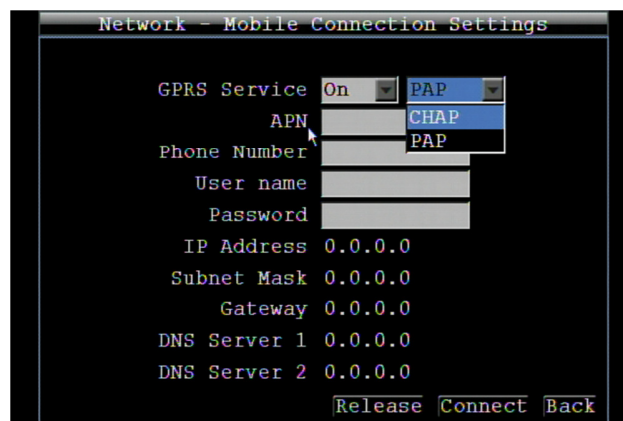 Network - Mobile Connection Settings
GPRS Service On PAP
CHAP
PAP
APN
Phone Number
User name
Password
IP Address 0.0.0.0
Subnet Mask 0.0.0.0
Gateway 0.0.0.0
DNS Server 1 0.0.0.0
DNS Server 2 0.0.0.0
Release Connect Back